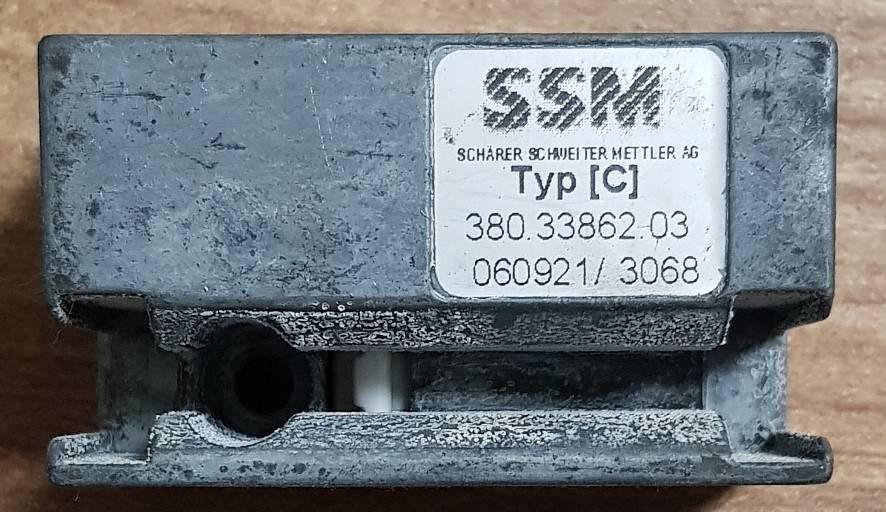 SSM
SCHÄRER SCHWEITER METTLER AG
Typ [C]
380.33862.03
060921/ 3068